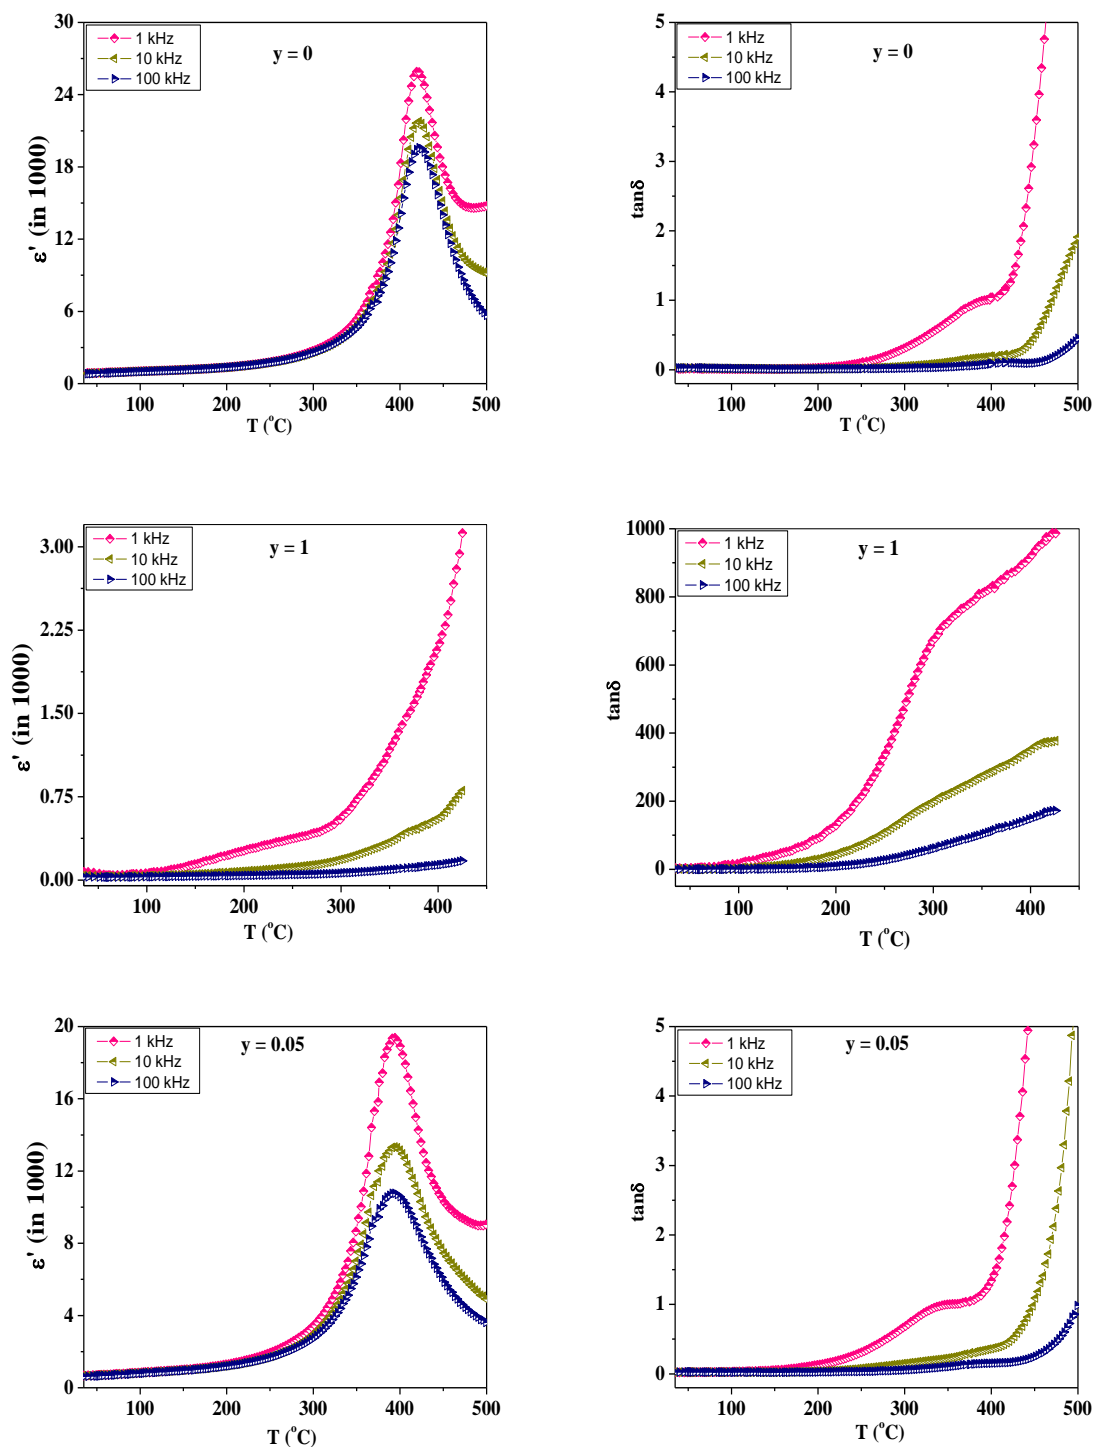 30
24
18
12
6
0
ε' (in 1000)
1 kHz
10 kHz
100 kHz
y = 0
100 200 300 400 500
T (°C)
5
4
3
2
1
0
tanδ
1 kHz
10 kHz
100 kHz
y = 0
100 200 300 400 500
T (°C)
3.00
2.25
1.50
0.75
0.00
ε' (in 1000)
1 kHz
10 kHz
100 kHz
y = 1
100 200 300 400
T (°C)
1000
800
600
400
200
0
tanδ
1 kHz
10 kHz
100 kHz
y = 1
100 200 300 400
T (°C)
20
16
12
8
4
0
ε' (in 1000)
1 kHz
10 kHz
100 kHz
y = 0.05
100 200 300 400 500
T (°C)
5
4
3
2
1
0
tanδ
1 kHz
10 kHz
100 kHz
y = 0.05
100 200 300 400 500
T (°C)